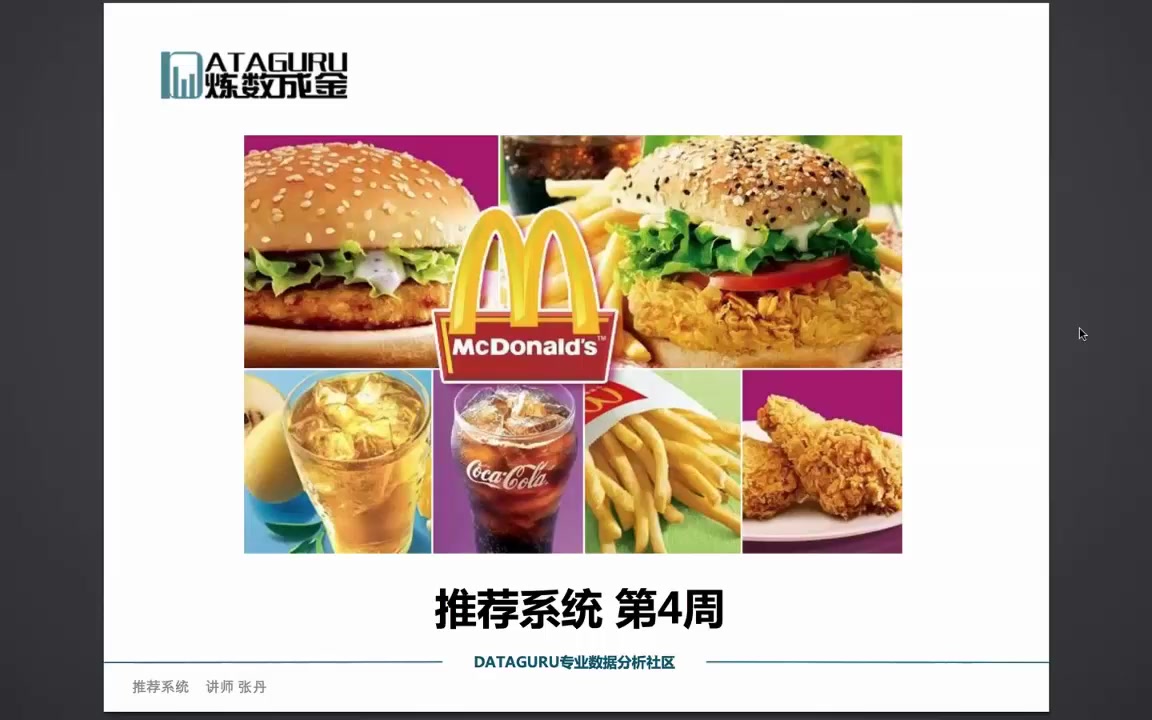 DATAGURU
炼数成金
McDonald's™
Coca-Cola
推荐系统 第4周
DATAGURU专业数据分析社区
推荐系统 讲师 张丹